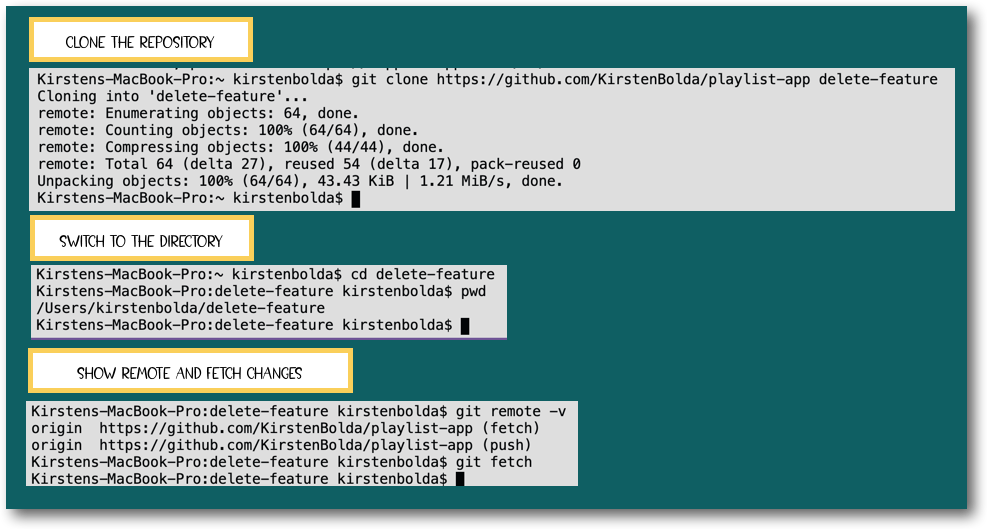 CLONE THE REPOSITORY
Kirstens-MacBook-Pro:~ kirstenbolda$ git clone https://github.com/KirstenBolda/playlist-app delete-feature
Cloning into 'delete-feature'...
remote: Enumerating objects: 64, done.
remote: Counting objects: 100% (64/64), done.
remote: Compressing objects: 100% (44/44), done.
remote: Total 64 (delta 27), reused 54 (delta 17), pack-reused 0
Unpacking objects: 100% (64/64), 43.43 KiB | 1.21 MiB/s, done.
Kirstens-MacBook-Pro:~ kirstenbolda$
SWITCH TO THE DIRECTORY
Kirstens-MacBook-Pro:~ kirstenbolda$ cd delete-feature
Kirstens-MacBook-Pro:delete-feature kirstenbolda$ pwd
/Users/kirstenbolda/delete-feature
Kirstens-MacBook-Pro:delete-feature kirstenbolda$
SHOW REMOTE AND FETCH CHANGES
Kirstens-MacBook-Pro:delete-feature kirstenbolda$ git remote -v
origin  https://github.com/KirstenBolda/playlist-app (fetch)
origin  https://github.com/KirstenBolda/playlist-app (push)
Kirstens-MacBook-Pro:delete-feature kirstenbolda$ git fetch
Kirstens-MacBook-Pro:delete-feature kirstenbolda$